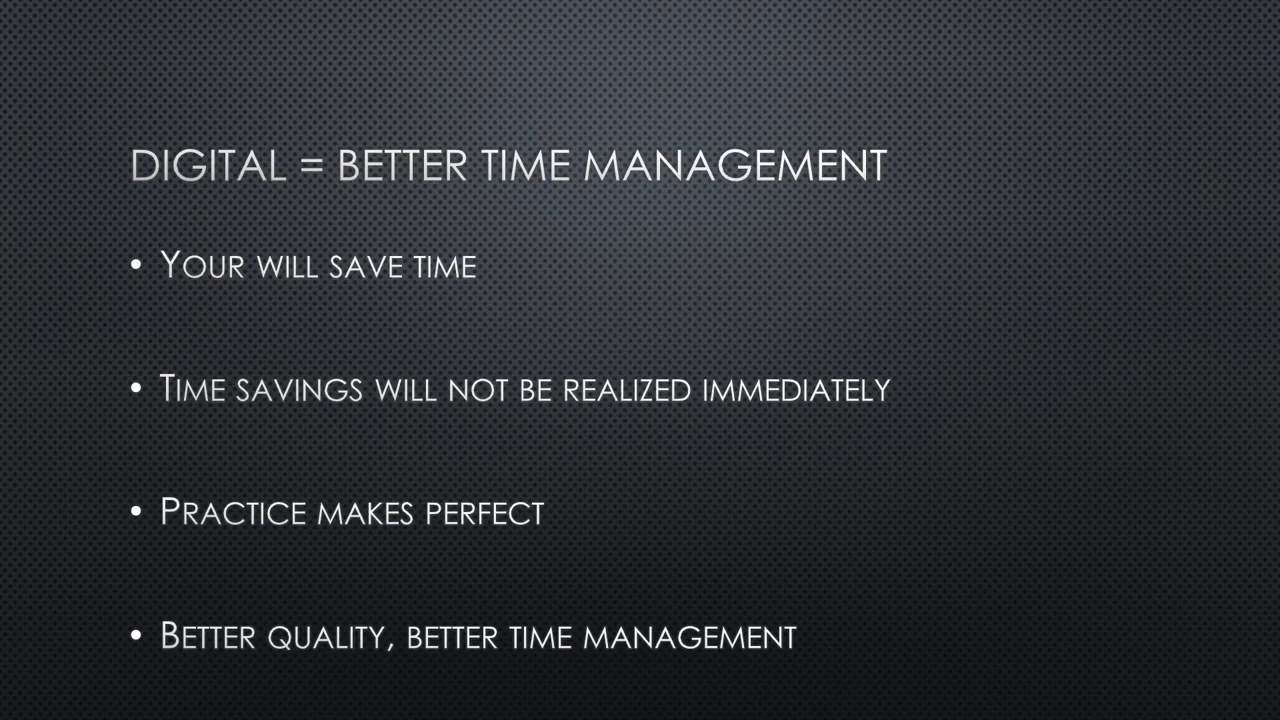 DIGITAL = BETTER TIME MANAGEMENT
• YOUR WILL SAVE TIME
• TIME SAVINGS WILL NOT BE REALIZED IMMEDIATELY
• PRACTICE MAKES PERFECT
• BETTER QUALITY, BETTER TIME MANAGEMENT